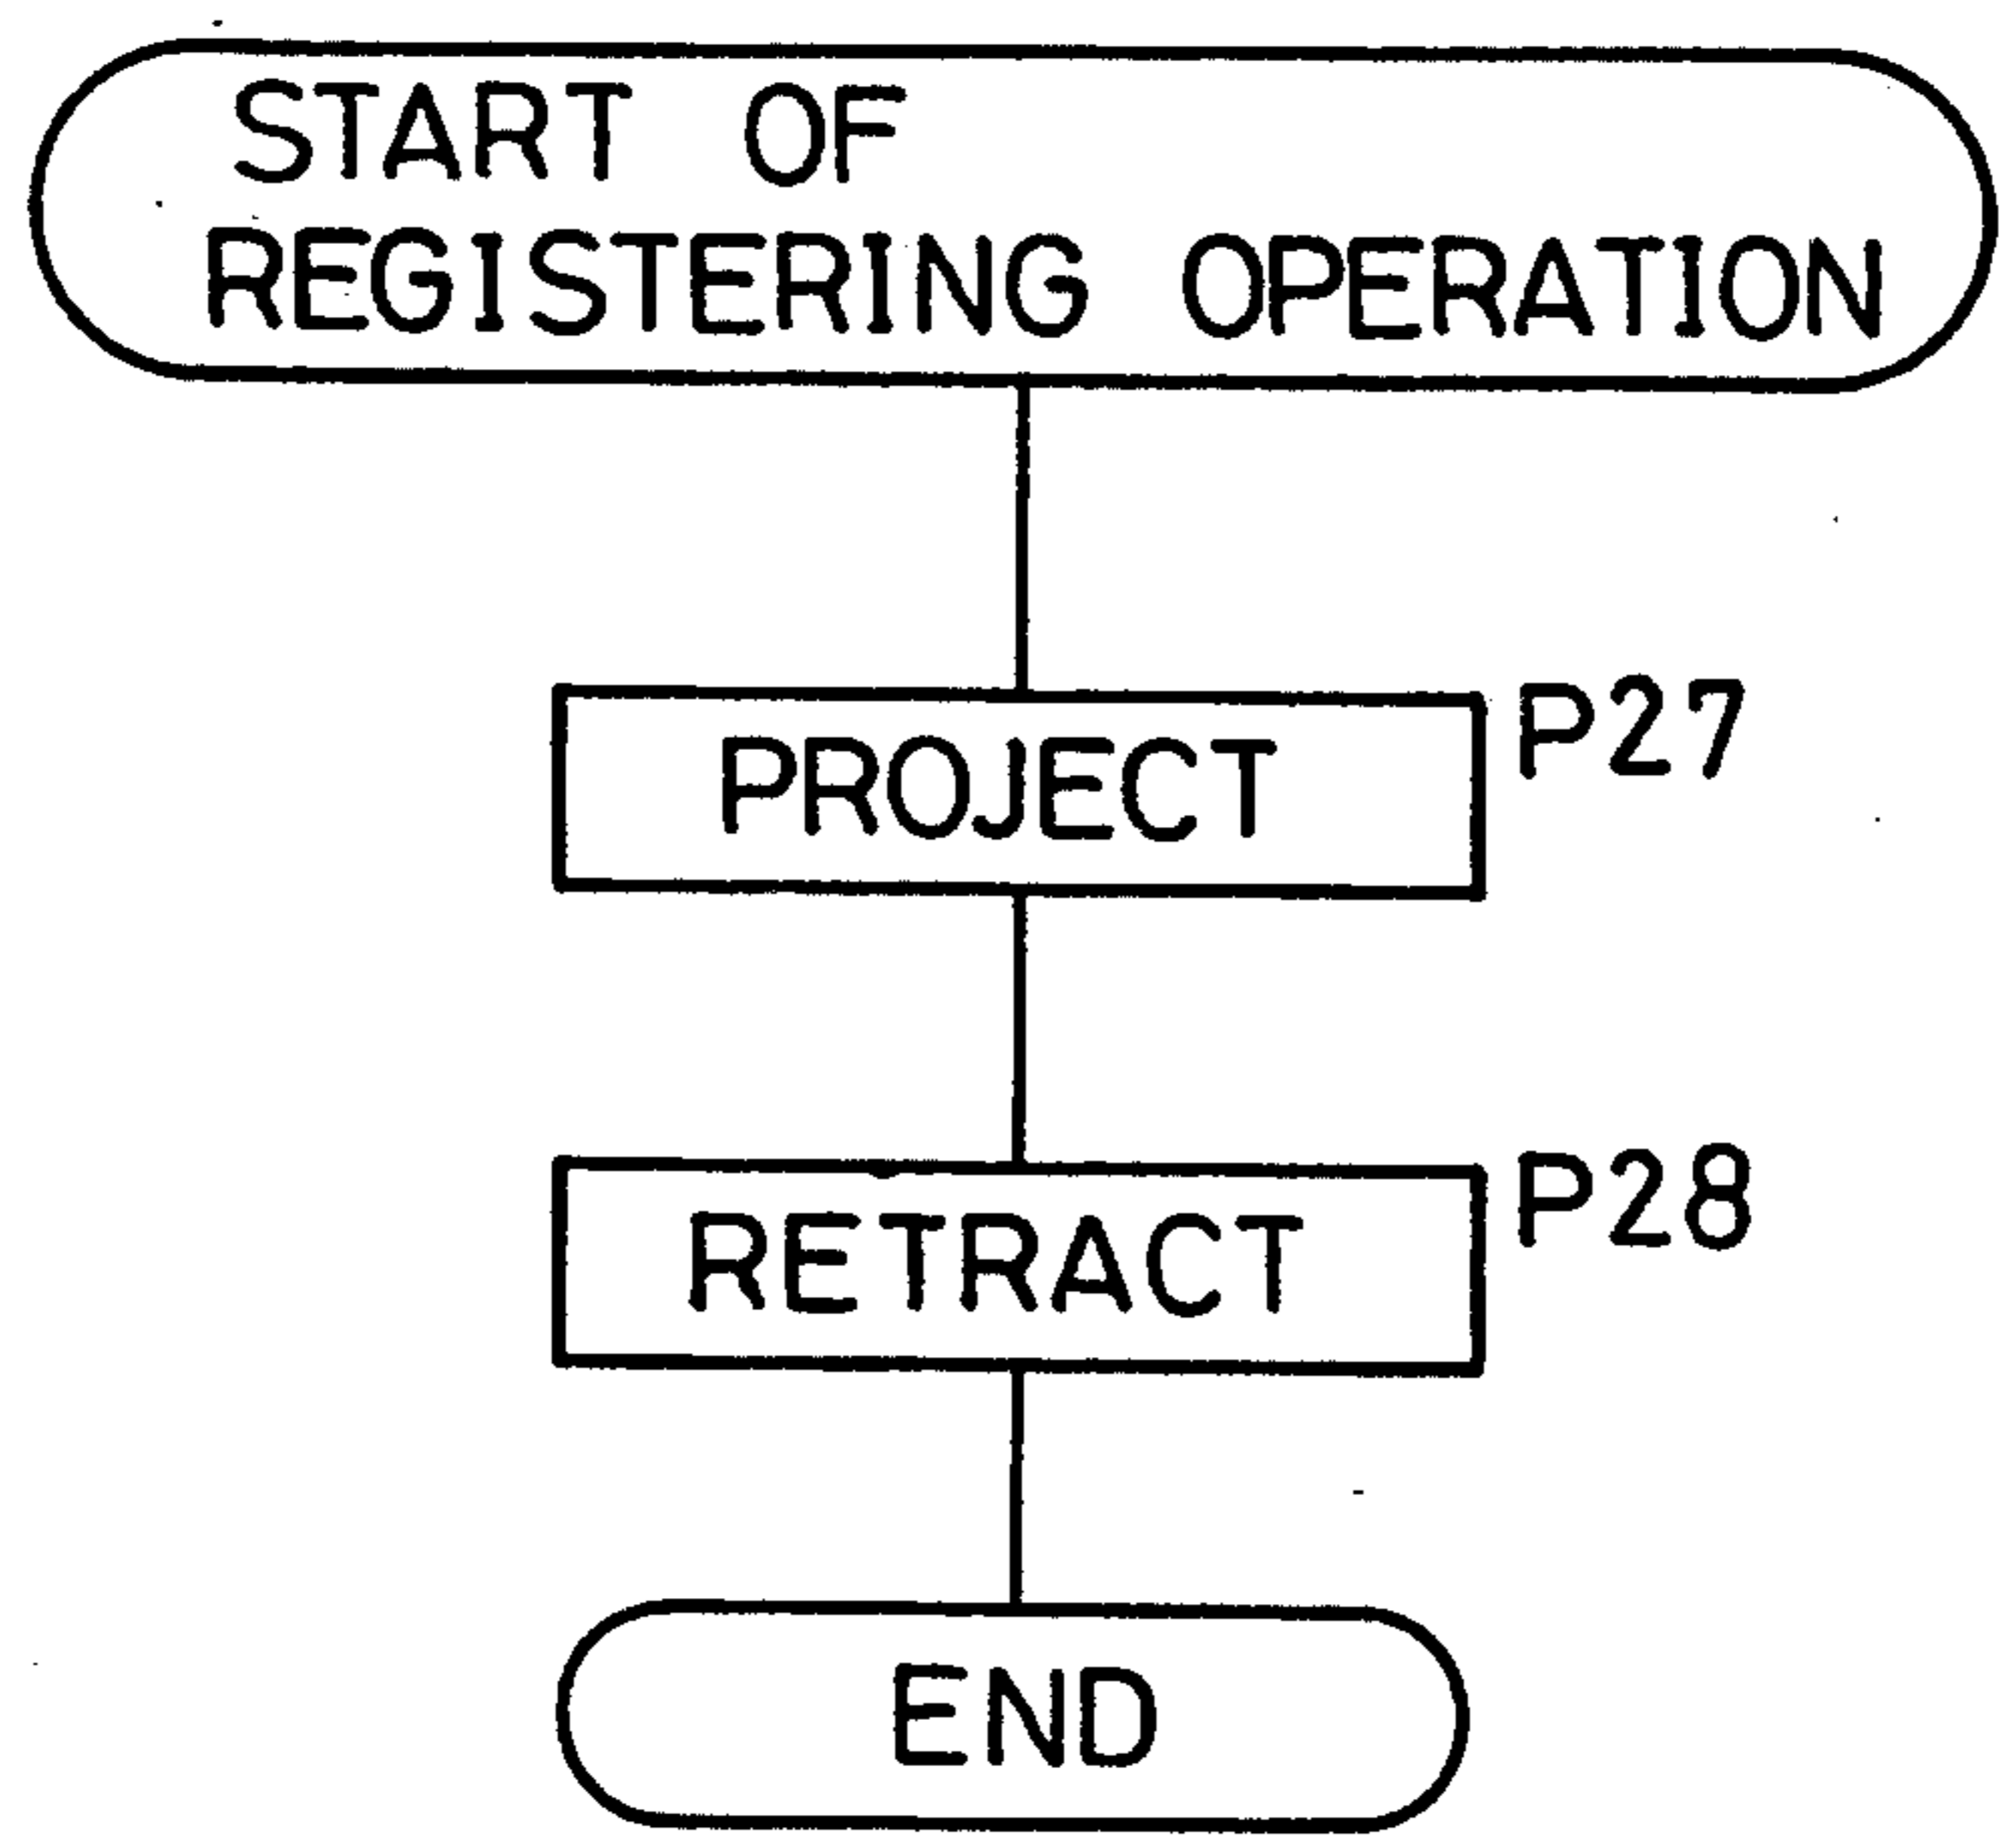 START OF
REGISTERING OPERATION
P27
PROJECT
P28
RETRACT
END